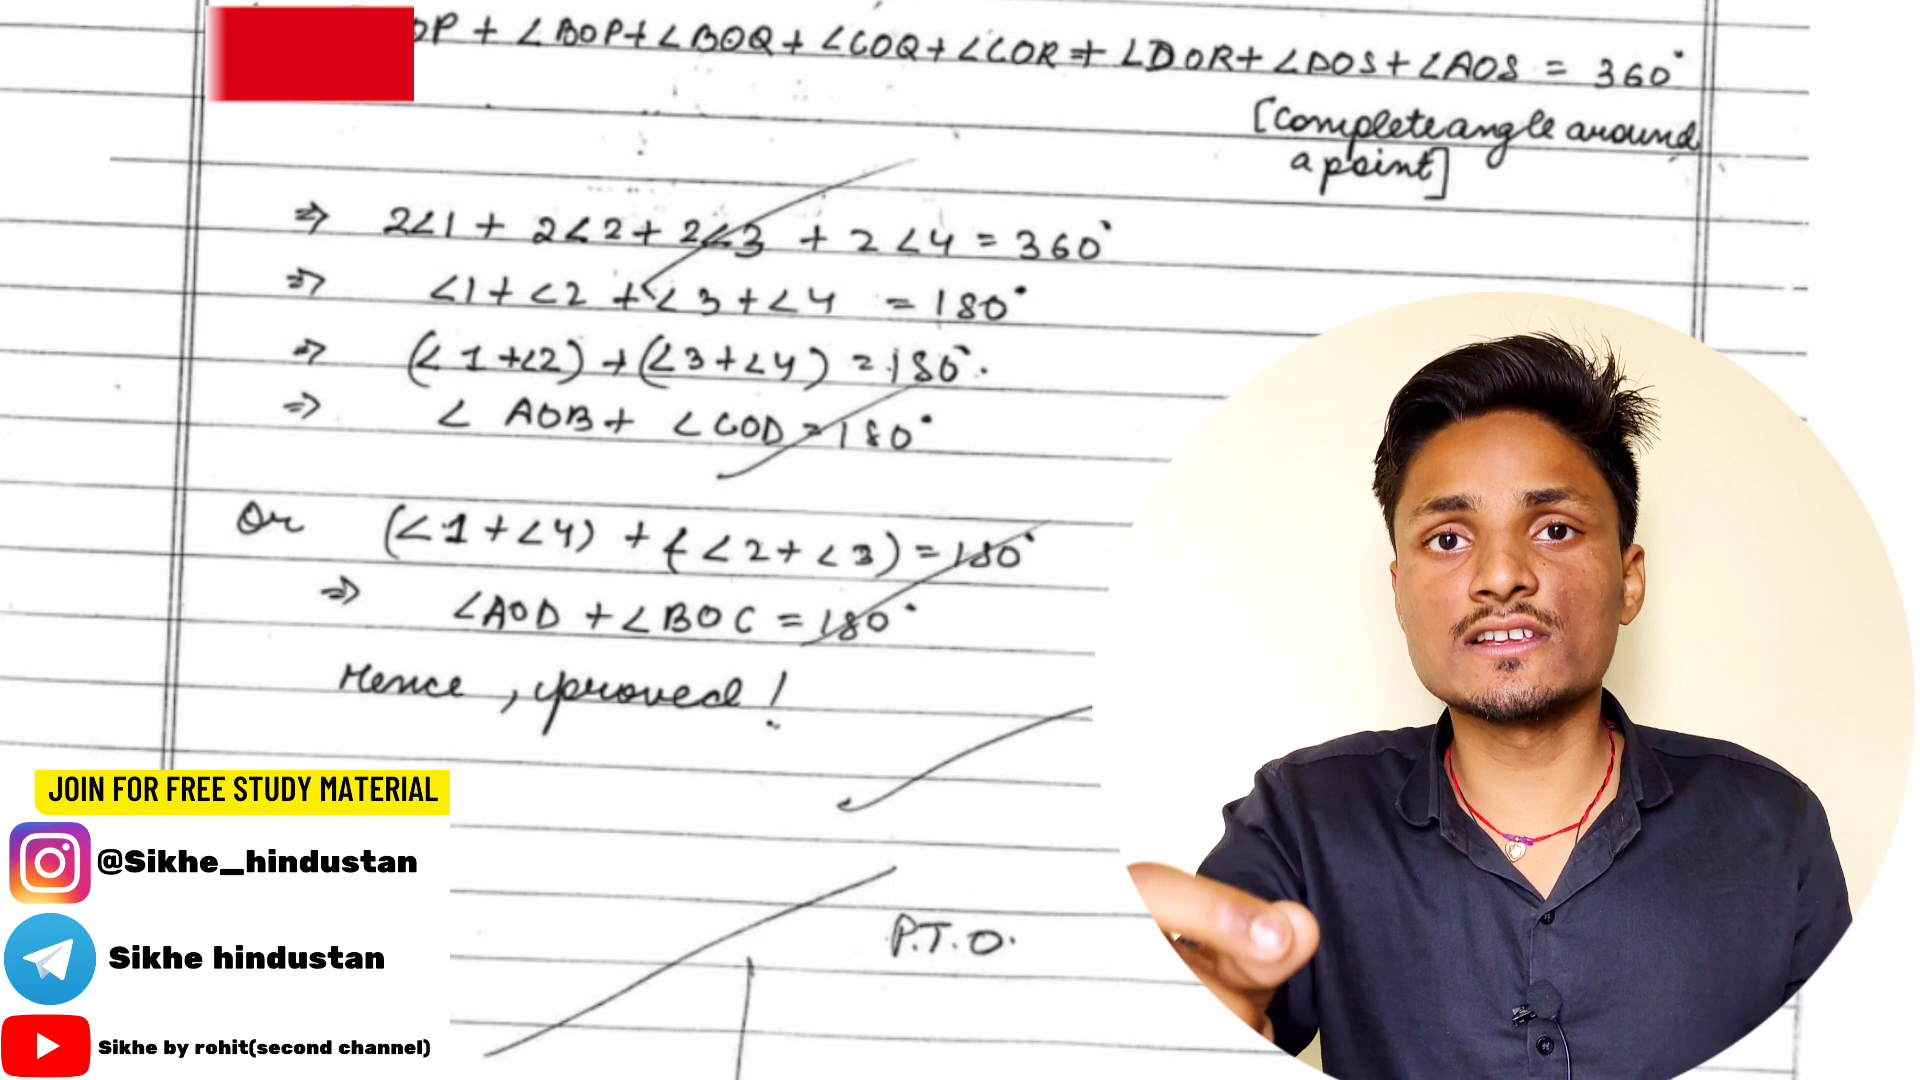 OP + ∠BOP + ∠BOQ + ∠COQ + ∠COR + ∠DOR + ∠DOS + ∠AOS = 360°
[complete angle around
a point]
⇒ 2∠1 + 2∠2 + 2∠3 + 2∠4 = 360°
⇒ ∠1 + ∠2 + ∠3 + ∠4 = 180°
⇒ (∠1 + ∠2) + (∠3 + ∠4) = 180°
⇒ ∠AOB + ∠COD = 180°
Or (∠1 + ∠4) + (∠2 + ∠3) = 180°
⇒ ∠AOD + ∠BOC = 180°
Hence, proved!
P.T.O.
JOIN FOR FREE STUDY MATERIAL
@Sikhe_hindustan
Sikhe hindustan
Sikhe by rohit(second channel)